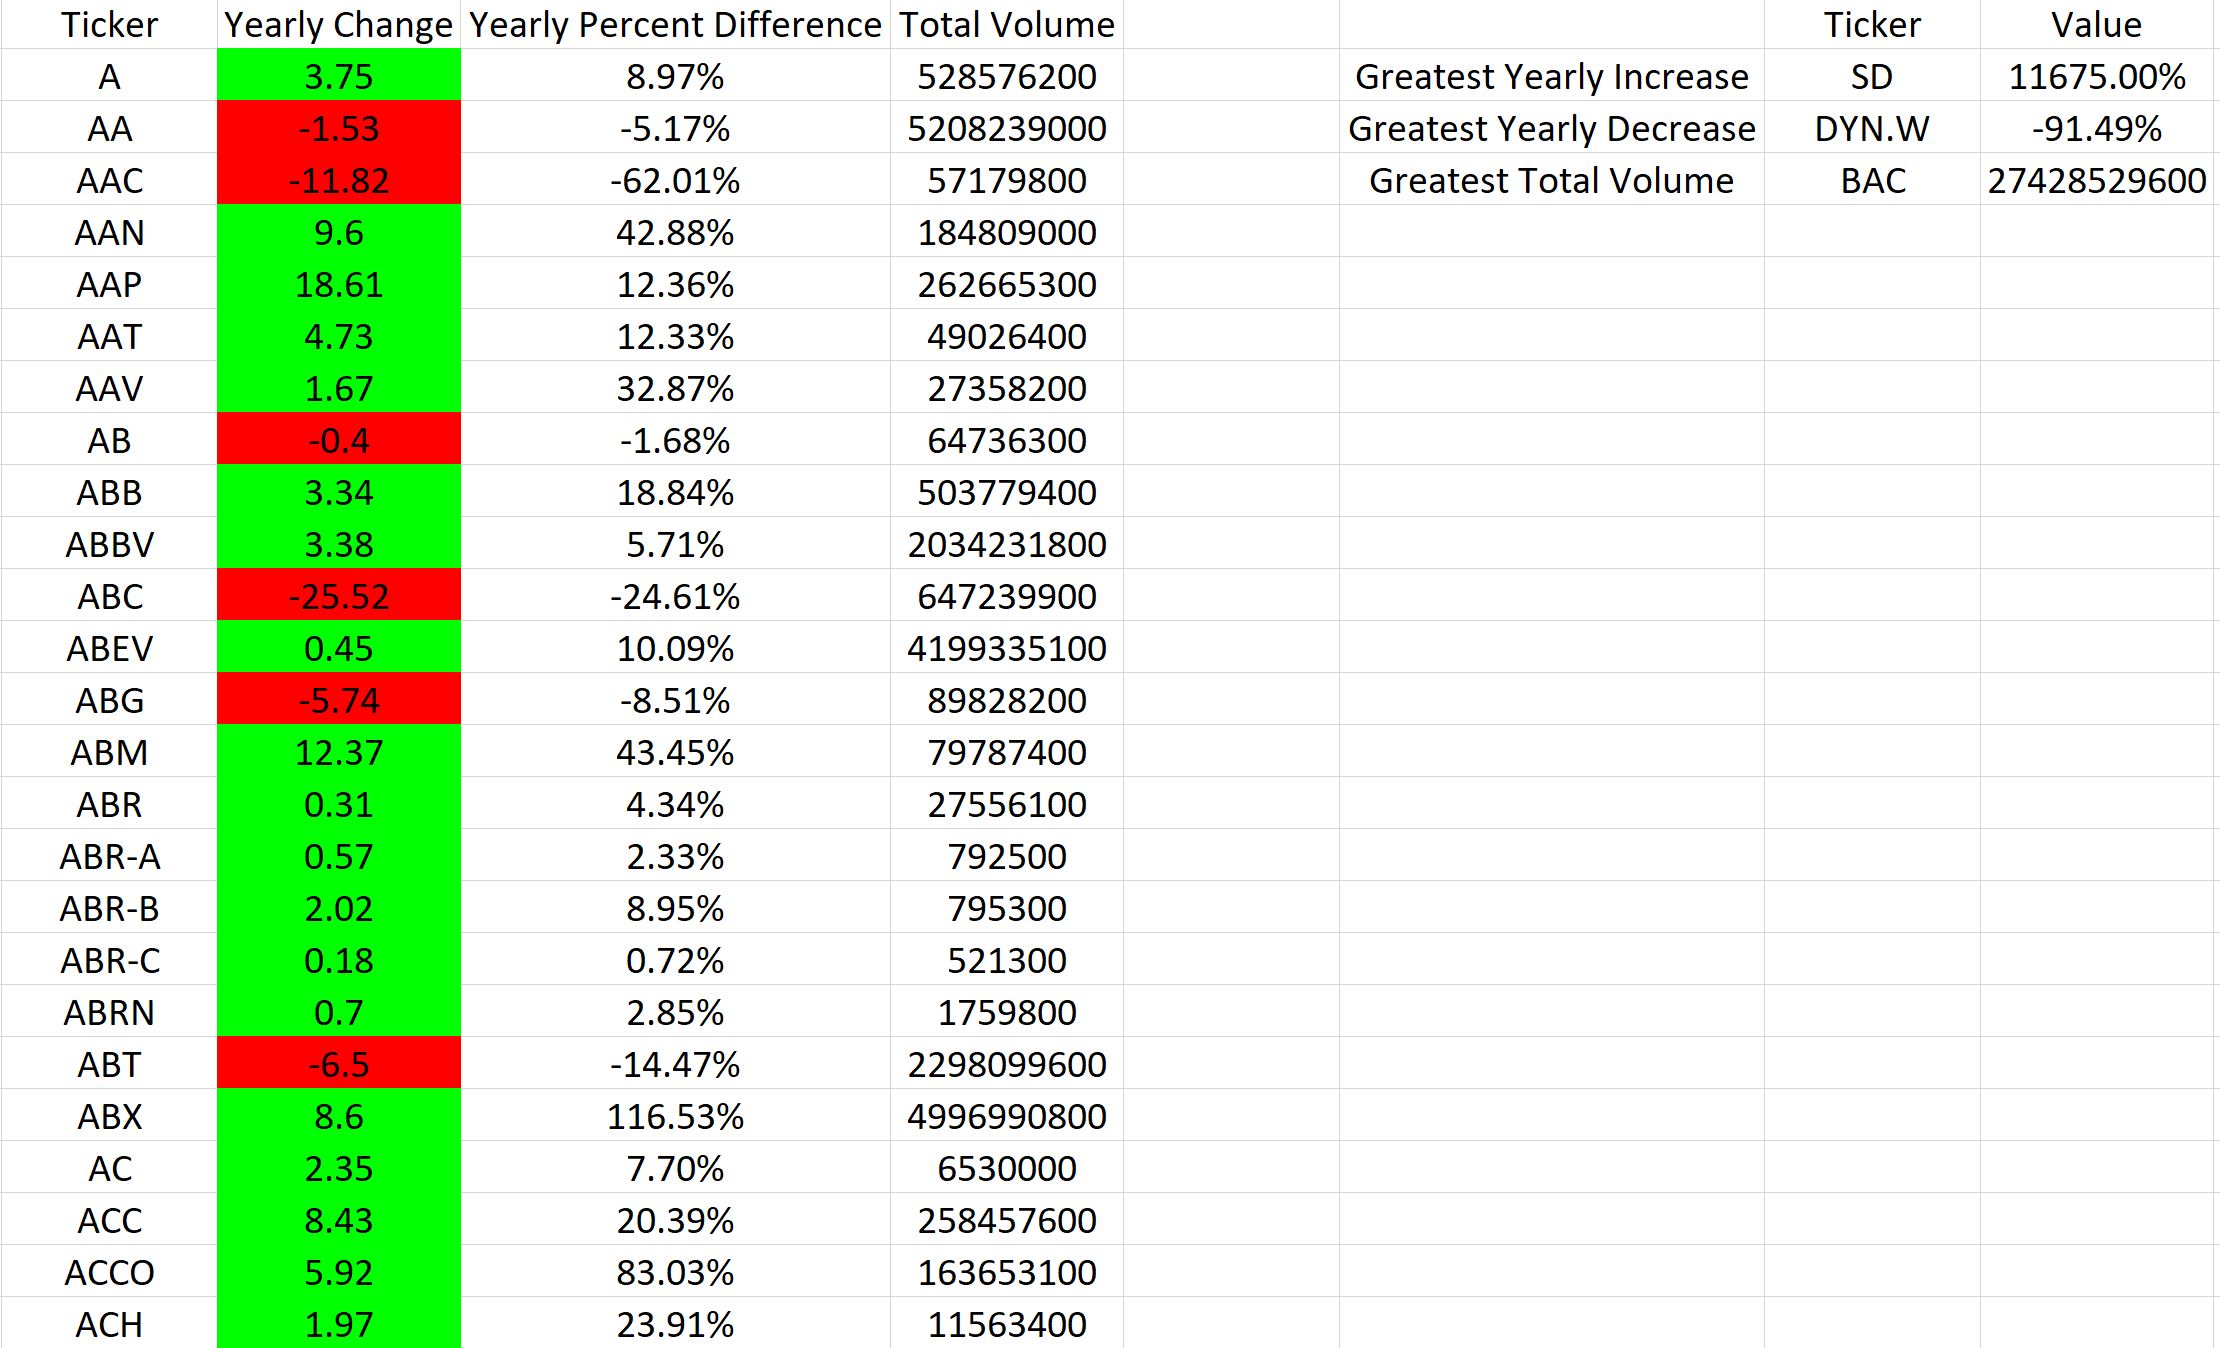 Ticker Yearly Change Yearly Percent Difference Total Volume Ticker Value
A 3.75 8.97% 528576200 Greatest Yearly Increase SD 11675.00%
AA -1.53 -5.17% 5208239000 Greatest Yearly Decrease DYN.W -91.49%
AAC -11.82 -62.01% 57179800 Greatest Total Volume BAC 27428529600
AAN 9.6 42.88% 184809000
AAP 18.61 12.36% 262665300
AAT 4.73 12.33% 49026400
AAV 1.67 32.87% 27358200
AB -0.4 -1.68% 64736300
ABB 3.34 18.84% 503779400
ABBV 3.38 5.71% 2034231800
ABC -25.52 -24.61% 647239900
ABEV 0.45 10.09% 4199335100
ABG -5.74 -8.51% 89828200
ABM 12.37 43.45% 79787400
ABR 0.31 4.34% 27556100
ABR-A 0.57 2.33% 792500
ABR-B 2.02 8.95% 795300
ABR-C 0.18 0.72% 521300
ABRN 0.7 2.85% 1759800
ABT -6.5 -14.47% 2298099600
ABX 8.6 116.53% 4996990800
AC 2.35 7.70% 6530000
ACC 8.43 20.39% 258457600
ACCO 5.92 83.03% 163653100
ACH 1.97 23.91% 11563400